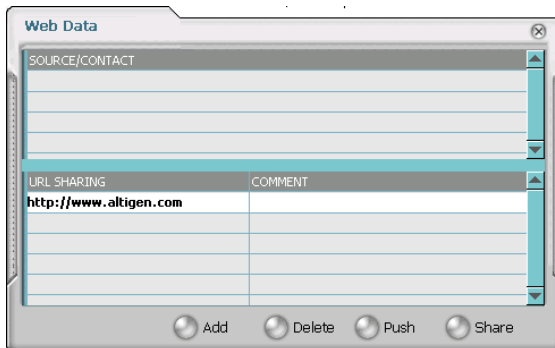 Web Data
SOURCE/CONTACT
URL SHARING COMMENT
http://www.altigen.com
Add Delete Push Share